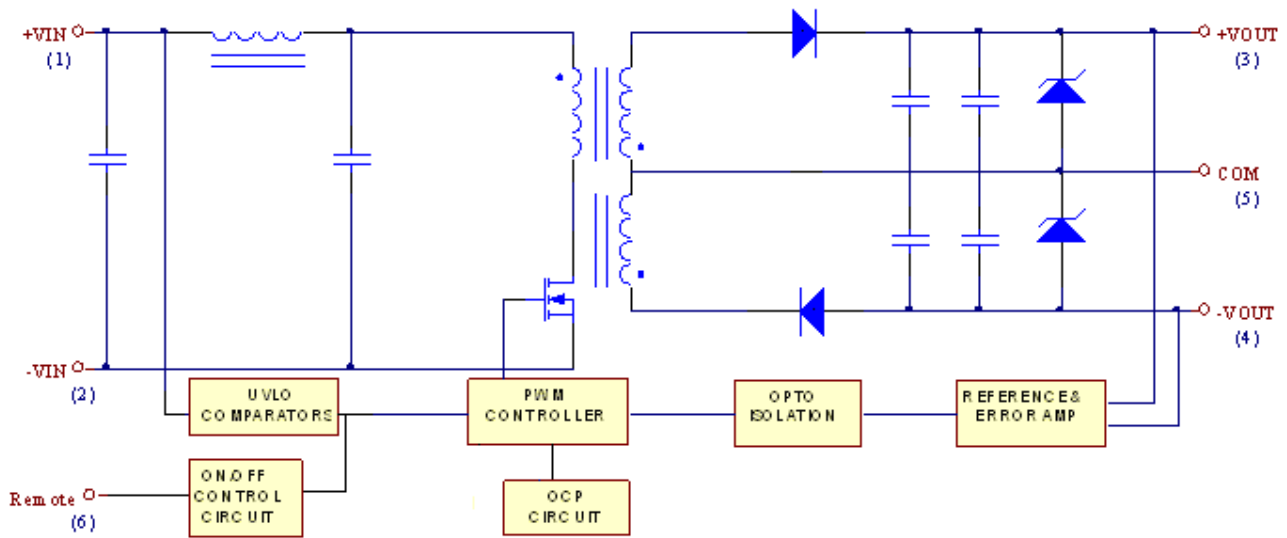 +VIN
(1)
+VOUT
(3)
COM
(5)
-VOUT
(4)
-VIN
(2)
UVLO
COMPARATORS
PWM
CONTROLLER
OPTO
ISOLATION
REFERENCE&
ERROR AMP
Remote
(6)
ON/OFF
CONTROL
CIRCUIT
OCP
CIRCUIT